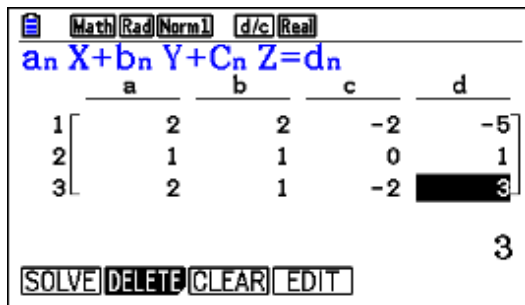 Math Rad Norm1 d/c Real
an X+bn Y+Cn Z=dn
a b c d
1 2 2 -2 -5
2 1 1 0 1
3 2 1 -2 3
3
SOLVE DELETE CLEAR EDIT